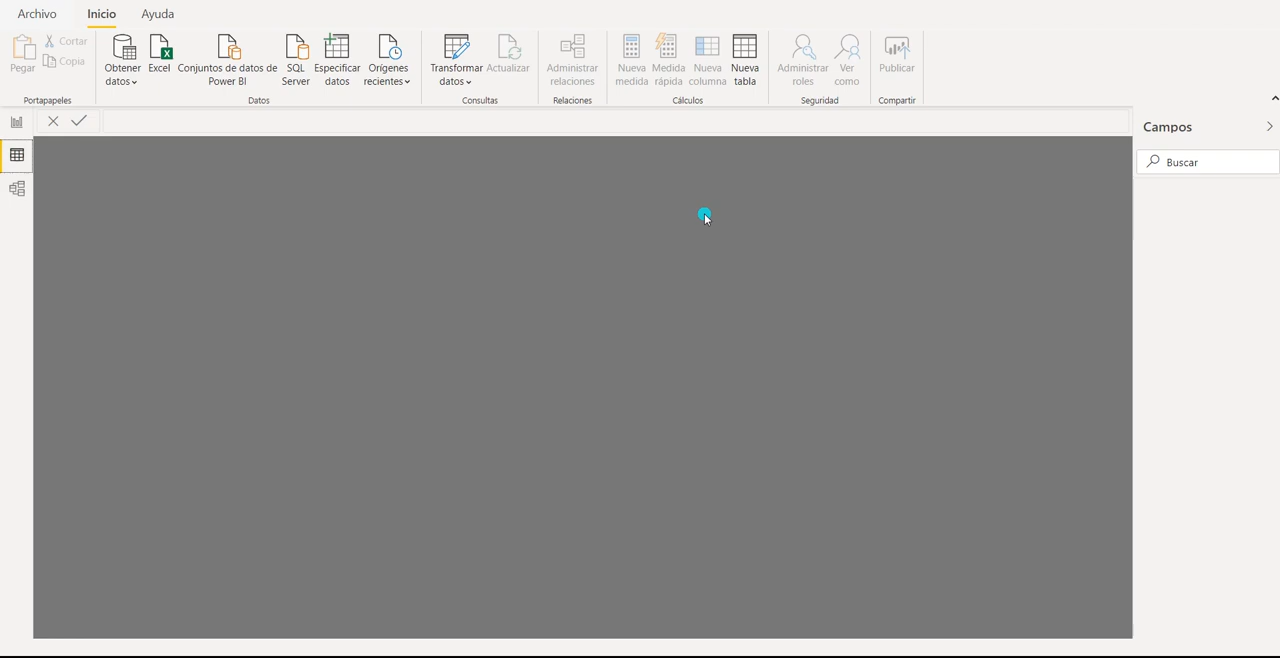 Archivo Inicio Ayuda
Pegar
Cortar
Copia
Portapapeles
Obtener
datos
Excel
Conjuntos de datos de
Power BI
SQL
Server
Especificar
datos
Orígenes
recientes
Datos
Transformar
datos
Actualizar
Consultas
Administrar
relaciones
Relaciones
Nueva
medida
Medida
rápida
Nueva
columna
Nueva
tabla
Cálculos
Administrar
roles
Ver
como
Seguridad
Publicar
Compartir
Campos
Buscar